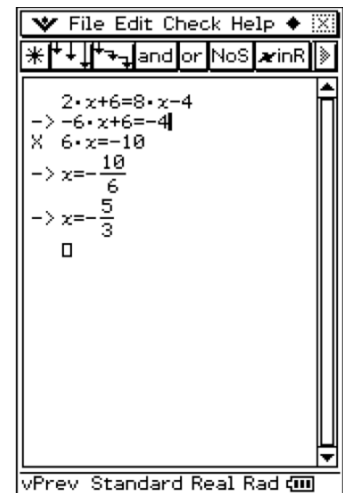 File Edit Check Help
and or NoS xinR
2·x+6=8·x-4
-> -6·x+6=-4
X 6·x=-10
-> x=-10/6
-> x=-5/3
vPrev Standard Real Rad